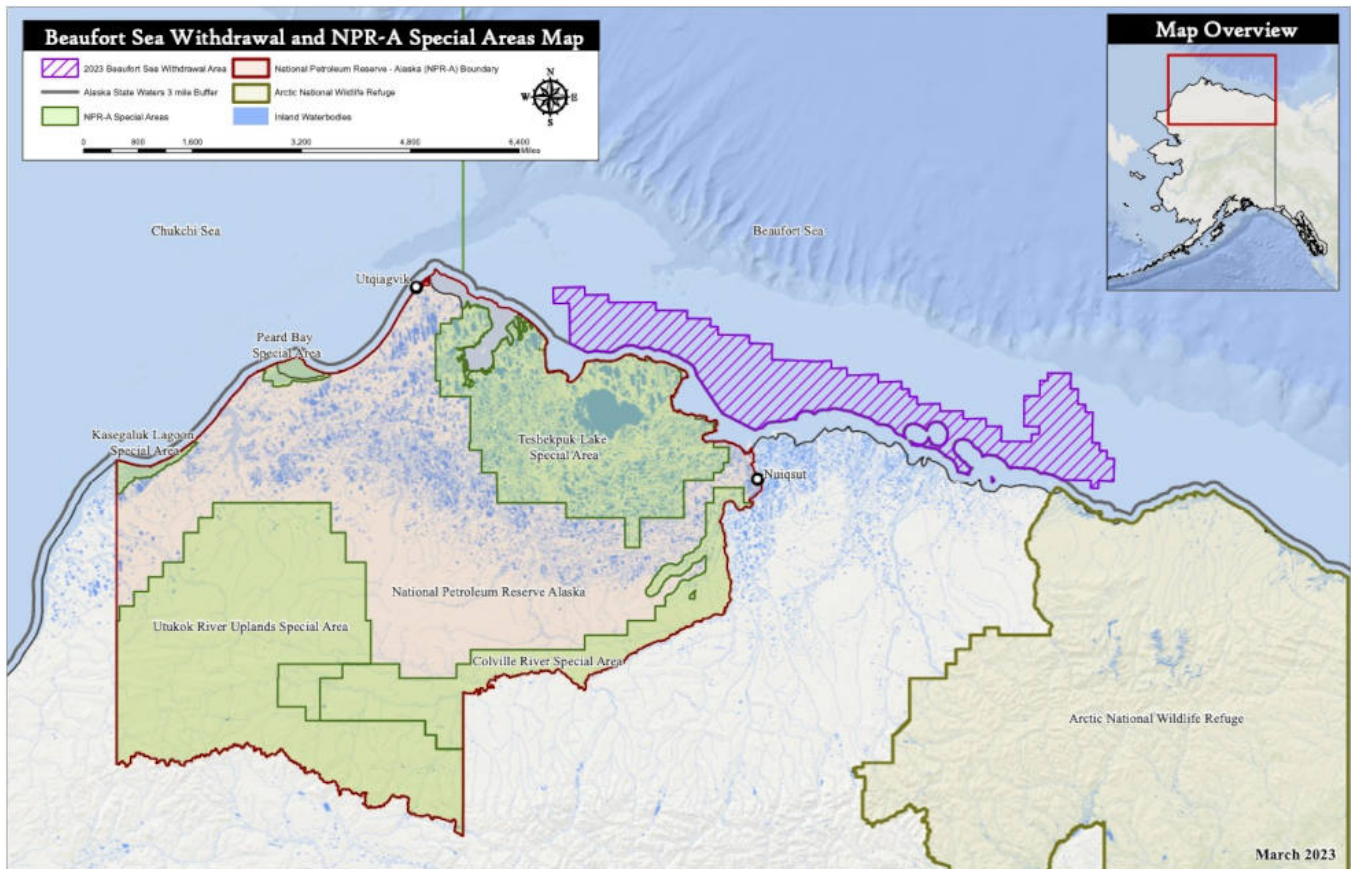 Beaufort Sea Withdrawal and NPR-A Special Areas Map
2023 Beaufort Sea Withdrawal Area
National Petroleum Reserve - Alaska (NPR-A) Boundary
Alaska State Waters 3 mile Buffer
Arctic National Wildlife Refuge
NPR-A Special Areas
Inland Waterbodies
N
W E
S
0 800 1,600 3,200 4,800 6,400
Miles
Map Overview
Chukchi Sea
Beaufort Sea
Utqiagvik
Peard Bay
Special Area
Kasegaluk Lagoon
Special Area
Teshekpuk Lake
Special Area
Nuiqsut
National Petroleum Reserve Alaska
Utukok River Uplands Special Area
Colville River Special Area
Arctic National Wildlife Refuge
March 2023